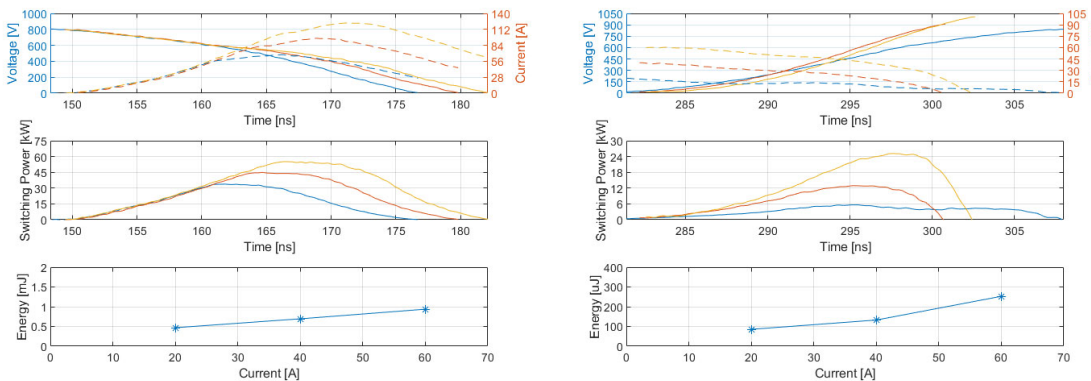 1000
800
600
400
200
0
Voltage [V]
140
112
84
56
28
0
Current [A]
150 155 160 165 170 175 180
Time [ns]
75
60
45
30
15
0
Switching Power [kW]
150 155 160 165 170 175 180
Time [ns]
2
1.5
1
0.5
0
Energy [mJ]
0 10 20 30 40 50 60 70
Current [A]
1050
900
750
600
450
300
150
0
Voltage [V]
105
90
75
60
45
30
15
0
285 290 295 300 305
Time [ns]
30
24
18
12
6
0
Switching Power [kW]
285 290 295 300 305
Time [ns]
400
300
200
100
0
Energy [uJ]
0 10 20 30 40 50 60 70
Current [A]